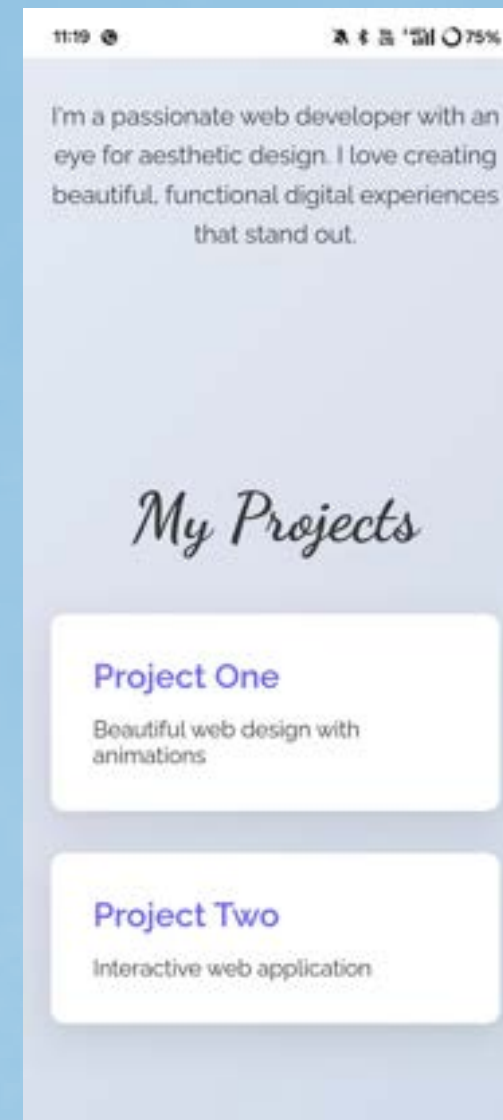 11:19
75%
I'm a passionate web developer with an
eye for aesthetic design. I love creating
beautiful, functional digital experiences
that stand out.
My Projects
Project One
Beautiful web design with
animations
Project Two
Interactive web application